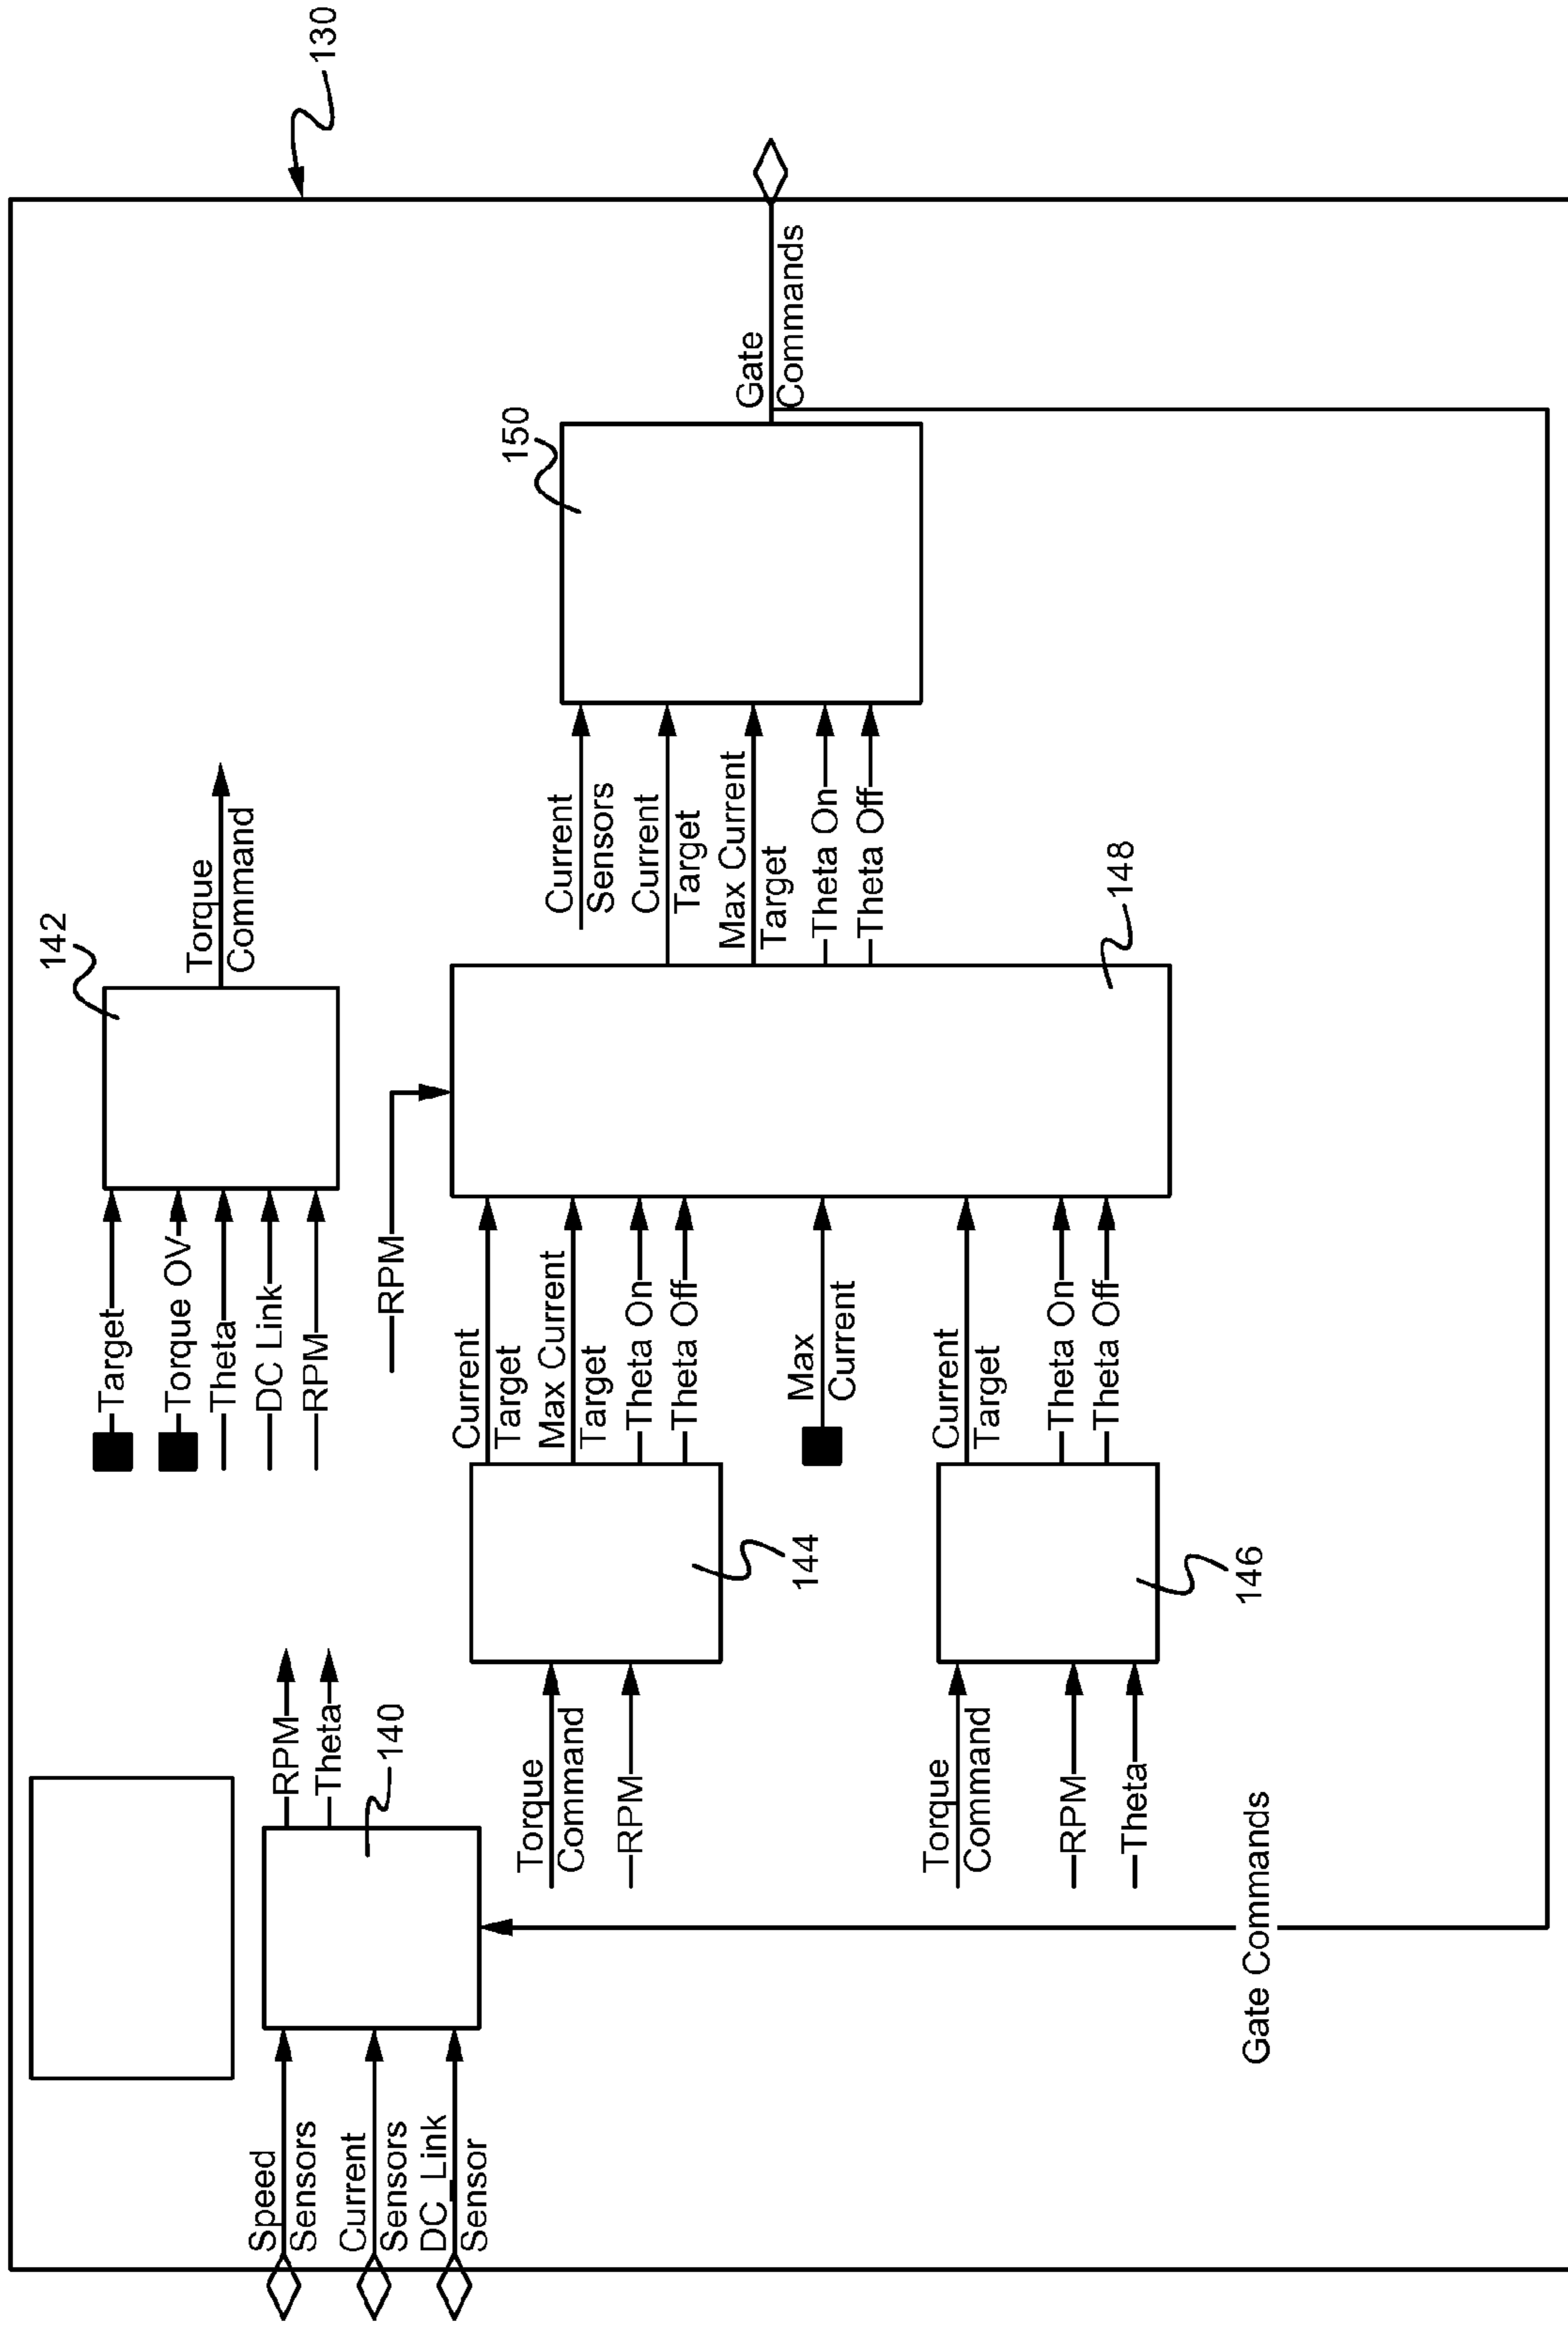 130
142
Target
Torque OV
Theta
DC Link
RPM
Torque
Command
Speed
Sensors
Current
Sensors
DC_Link
Sensor
RPM
Theta
140
RPM
Torque
Command
RPM
144
Current
Target
Max Current
Target
Theta On
Theta Off
Max
Current
Torque
Command
RPM
Theta
146
Current
Target
Theta On
Theta Off
148
Current
Sensors
Current
Target
Max Current
Target
Theta On
Theta Off
150
Gate
Commands
Gate Commands